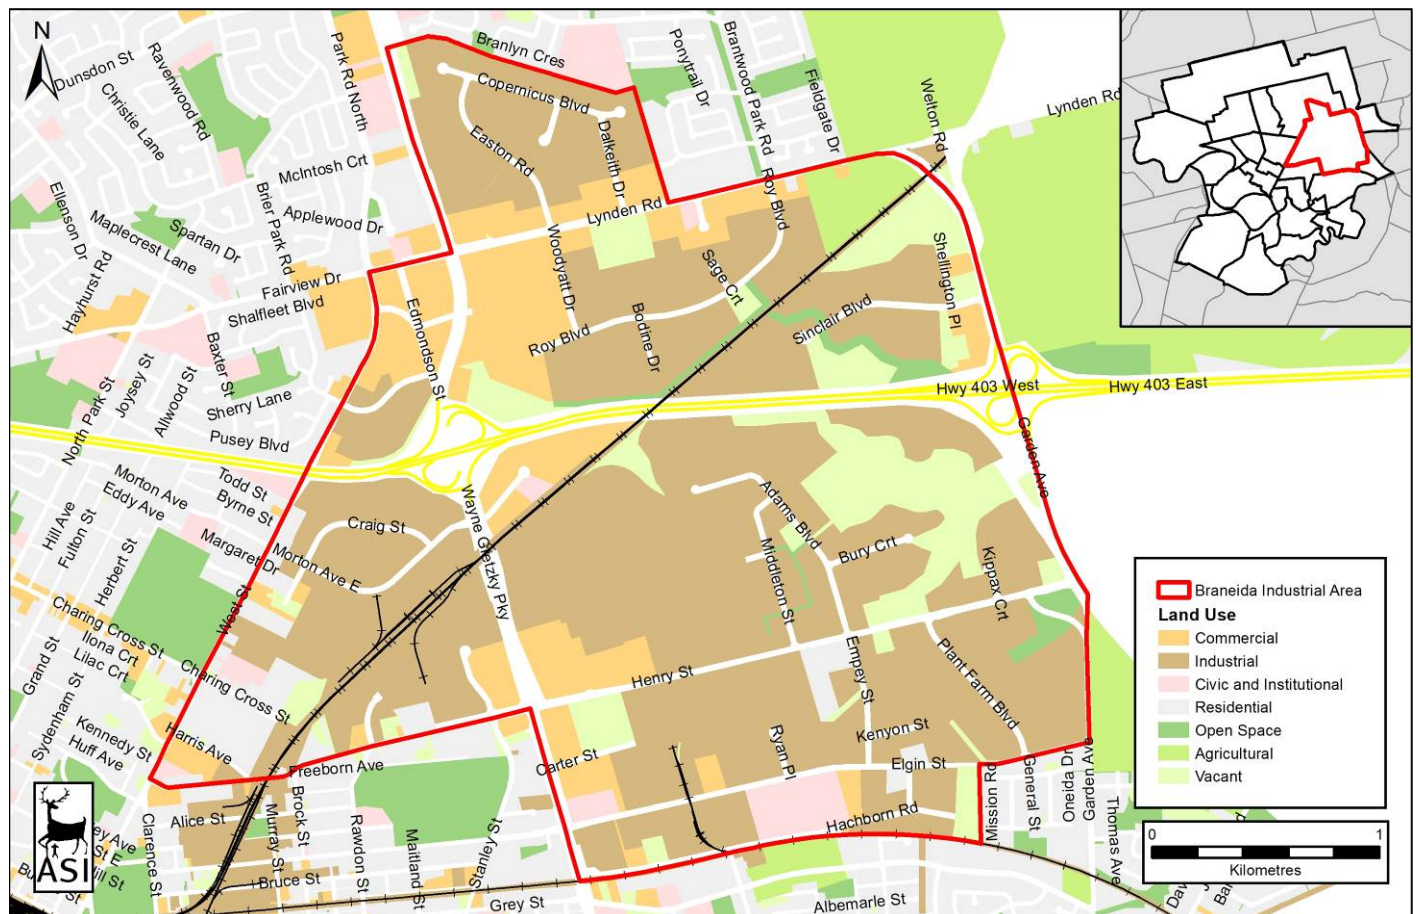 N
Dunsdon St
Ravenwood Rd
Christie Lane
Park Rd North
Branlyn Cres
Copernicus Blvd
Easton Rd
Dalkeith Dr
Ponytrail Dr
Brantwood Park Rd
Fieldgate Dr
Welton Rd
Lynden Rd
McIntosh Crt
Applewood Dr
Brier Park Rd
Ellenson Dr
Maplecrest Lane
Spartan Dr
Hayhurst Rd
Fairview Dr
Shalfleet Blvd
Lynden Rd
Roy Blvd
Woodyatt Dr
Sage Crt
Shellington Pl
Edmondson St
Roy Blvd
Bodine Dr
Sinclair Blvd
North Park St
Joysey St
Allwood St
Baxter St
Sherry Lane
Pusey Blvd
Hwy 403 West
Hwy 403 East
Garden Ave
Hill Ave
Fulton St
Morton Ave
Eddy Ave
Todd St
Byrne St
Herbert St
Margaret Dr
Craig St
Morton Ave E
Wayne Gretzky Pky
Adams Blvd
Middleton St
Bury Crt
Kippax Crt
West St
Charing Cross St
Ilona Crt
Lilac Crt
Grand St
Sydenham St
Charing Cross St
Kennedy St
Huff Ave
Harris Ave
Henry St
Empey St
Plant Farm Blvd
Freeborn Ave
Carter St
Ryan Pl
Kenyon St
Elgin St
Hachborn Rd
Mission Rd
General St
Oneida Dr
Garden Ave
Thomas Ave
Alice St
Clarence St
Murray St
Brock St
Rawdon St
Maitland St
Stanley St
Bruce St
Grey St
Albemarle St
ASI
Braneida Industrial Area
Land Use
Commercial
Industrial
Civic and Institutional
Residential
Open Space
Agricultural
Vacant
0 1
Kilometres